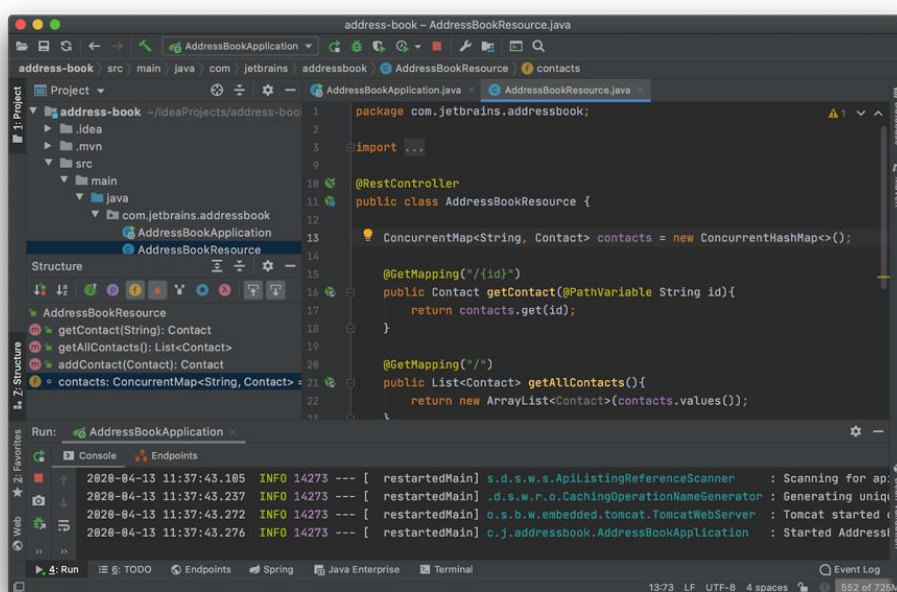 address-book – AddressBookResource.java
AddressBookApplication
address-book src main java com jetbrains addressbook AddressBookResource contacts
1: Project
Project
address-book ~/IdeaProjects/address-boo
.idea
.mvn
src
main
java
com.jetbrains.addressbook
AddressBookApplication
AddressBookResource
Z: Structure
Structure
AddressBookResource
getContact(String): Contact
getAllContacts(): List<Contact>
addContact(Contact): Contact
contacts: ConcurrentMap<String, Contact> =
AddressBookApplication.java AddressBookResource.java
1 package com.jetbrains.addressbook; 1
2
3 import ...
9
10 @RestController
11 public class AddressBookResource {
12
13 ConcurrentMap<String, Contact> contacts = new ConcurrentHashMap<>();
14
15 @GetMapping("/{id}")
16 public Contact getContact(@PathVariable String id){
17 return contacts.get(id);
18 }
19
20 @GetMapping("/")
21 public List<Contact> getAllContacts(){
22 return new ArrayList<Contact>(contacts.values());
23 }
2: Favorites
Web
Run: AddressBookApplication
Console Endpoints
2020-04-13 11:37:43.105 INFO 14273 --- [ restartedMain] s.d.s.w.s.ApiListingReferenceScanner : Scanning for api
2020-04-13 11:37:43.237 INFO 14273 --- [ restartedMain] .d.s.w.r.o.CachingOperationNameGenerator : Generating uniqu
2020-04-13 11:37:43.272 INFO 14273 --- [ restartedMain] o.s.b.w.embedded.tomcat.TomcatWebServer : Tomcat started
2020-04-13 11:37:43.276 INFO 14273 --- [ restartedMain] c.j.addressbook.AddressBookApplication : Started Address
4: Run 6: TODO Endpoints Spring Java Enterprise Terminal Event Log
13:73 LF UTF-8 4 spaces 552 of 725M